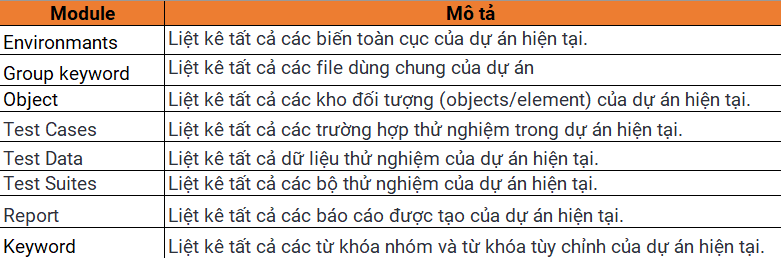 Module Mô tả
Environmants Liệt kê tất cả các biến toàn cục của dự án hiện tại.
Group keyword Liệt kê tất cả các file dùng chung của dự án
Object Liệt kê tất cả các kho đối tượng (objects/element) của dự án hiện tại.
Test Cases Liệt kê tất cả các trường hợp thử nghiệm trong dự án hiện tại.
Test Data Liệt kê tất cả dữ liệu thử nghiệm của dự án hiện tại.
Test Suites Liệt kê tất cả các bộ thử nghiệm của dự án hiện tại.
Report Liệt kê tất cả các báo cáo được tạo của dự án hiện tại.
Keyword Liệt kê tất cả các từ khóa nhóm và từ khóa tùy chỉnh của dự án hiện tại.